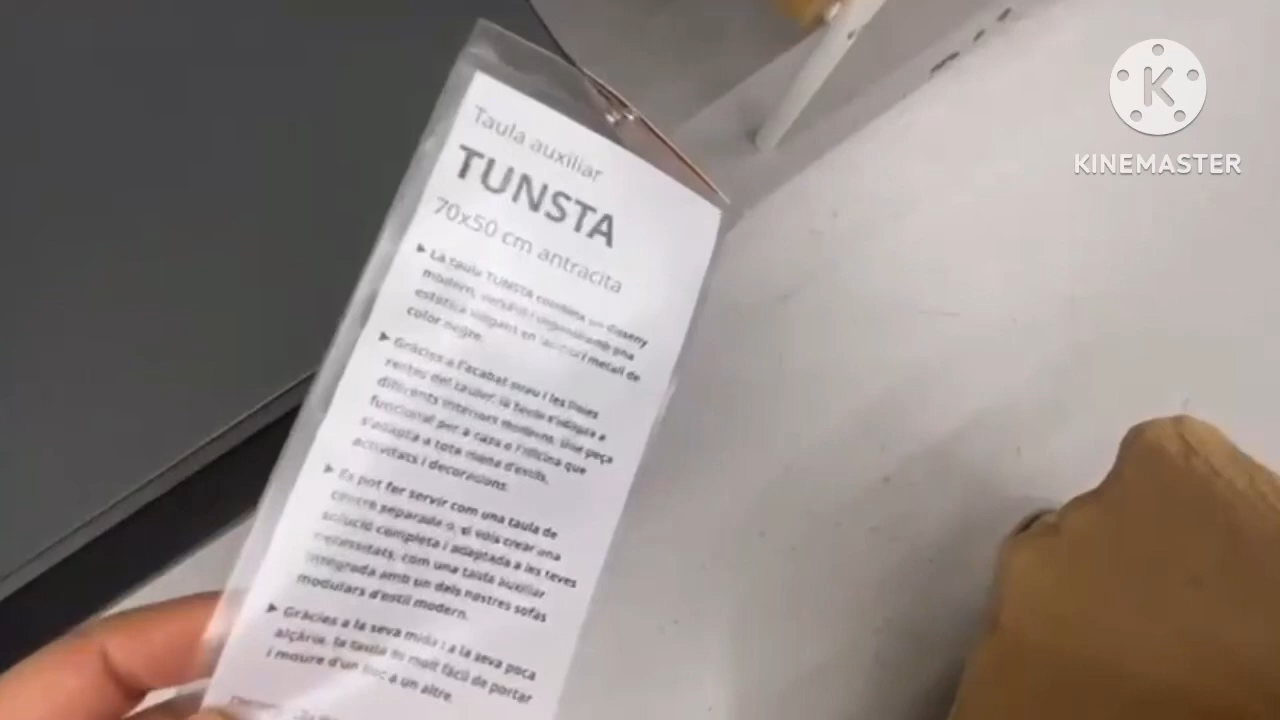 Taula auxiliar
TUNSTA
70x50 cm antracita
▶ La taula TUNSTA combina un disseny
modern, versàtil i amb una
estètica elegant en i metall de
color negre.
▶ Gràcies a l'acabat mau i les línies
rectes del tauler, la taula s'adapta a
diferents interiors moderns. Una peça
funcional per a casa o l'oficina que
s'adapta a tota mena d'estils,
activitats i decoracions.
▶ Es pot fer servir com una taula de
centre separada o, si vols crear una
solució completa i adaptada a les teves
necessitats, com una taula auxiliar
integrada amb un dels nostres sofàs
modulars d'estil modern.
▶ Gràcies a la seva mida i a la seva poca
alçària, la taula és molt fàcil de portar
i moure d'un lloc a un altre.
K
KINEMASTER